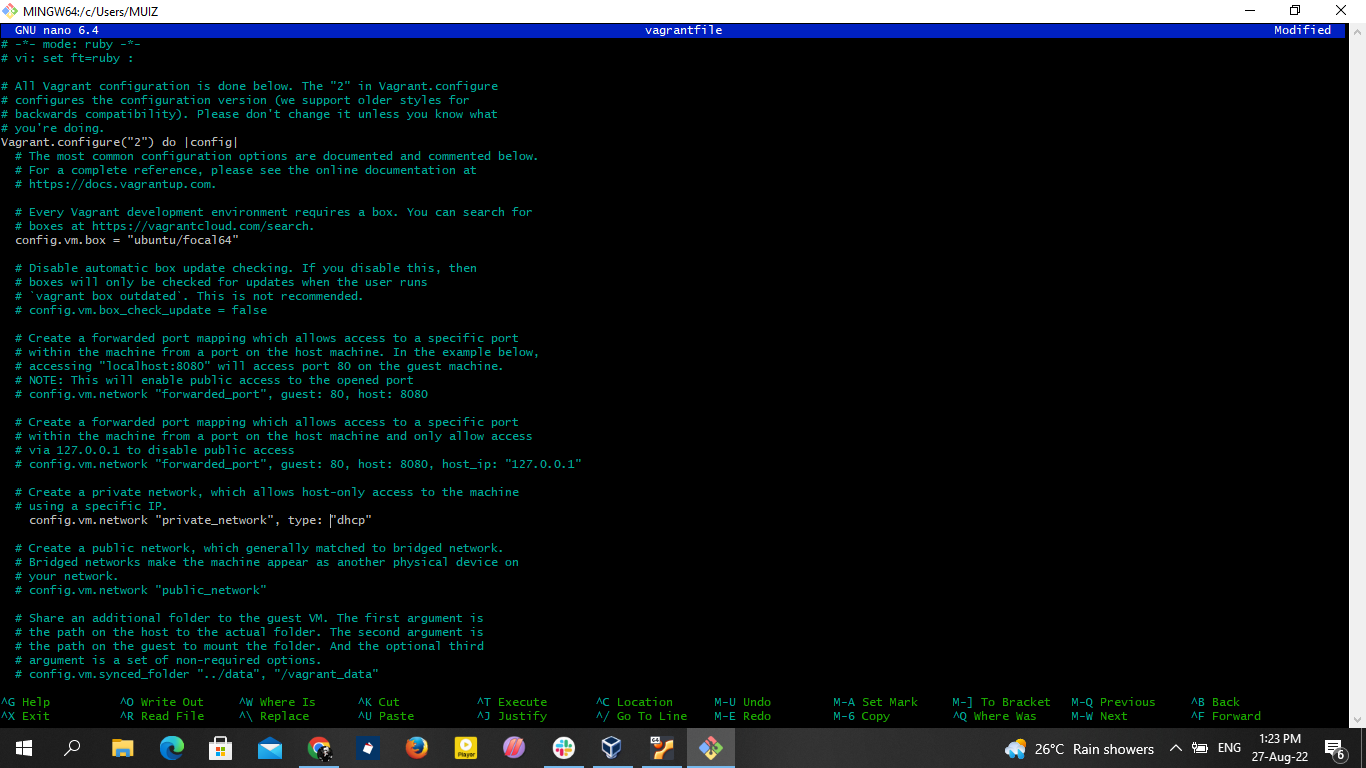 MINGW64:/c/Users/MUIZ
GNU nano 6.4 vagrantfile Modified
# -*- mode: ruby -*-
# vi: set ft=ruby :
# All Vagrant configuration is done below. The "2" in Vagrant.configure
# configures the configuration version (we support older styles for
# backwards compatibility). Please don't change it unless you know what
# you're doing.
Vagrant.configure("2") do |config|
# The most common configuration options are documented and commented below.
# For a complete reference, please see the online documentation at
# https://docs.vagrantup.com.
# Every Vagrant development environment requires a box. You can search for
# boxes at https://vagrantcloud.com/search.
config.vm.box = "ubuntu/focal64"
# Disable automatic box update checking. If you disable this, then
# boxes will only be checked for updates when the user runs
# `vagrant box outdated`. This is not recommended.
# config.vm.box_check_update = false
# Create a forwarded port mapping which allows access to a specific port
# within the machine from a port on the host machine. In the example below,
# accessing "localhost:8080" will access port 80 on the guest machine.
# NOTE: This will enable public access to the opened port
# config.vm.network "forwarded_port", guest: 80, host: 8080
# Create a forwarded port mapping which allows access to a specific port
# within the machine from a port on the host machine and only allow access
# via 127.0.0.1 to disable public access
# config.vm.network "forwarded_port", guest: 80, host: 8080, host_ip: "127.0.0.1"
# Create a private network, which allows host-only access to the machine
# using a specific IP.
config.vm.network "private_network", type: "dhcp"
# Create a public network, which generally matched to bridged network.
# Bridged networks make the machine appear as another physical device on
# your network.
# config.vm.network "public_network"
# Share an additional folder to the guest VM. The first argument is
# the path on the host to the actual folder. The second argument is
# the path on the guest to mount the folder. And the optional third
# argument is a set of non-required options.
# config.vm.synced_folder "../data", "/vagrant_data"
^G Help ^O Write Out ^W Where Is ^K Cut ^T Execute ^C Location M-U Undo M-A Set Mark M-] To Bracket M-Q Previous ^B Back
^X Exit ^R Read File ^\ Replace ^U Paste ^J Justify ^/ Go To Line M-E Redo M-6 Copy ^Q Where Was M-W Next ^F Forward
Player
64
26°C Rain showers ENG
1:23 PM
27-Aug-22
6